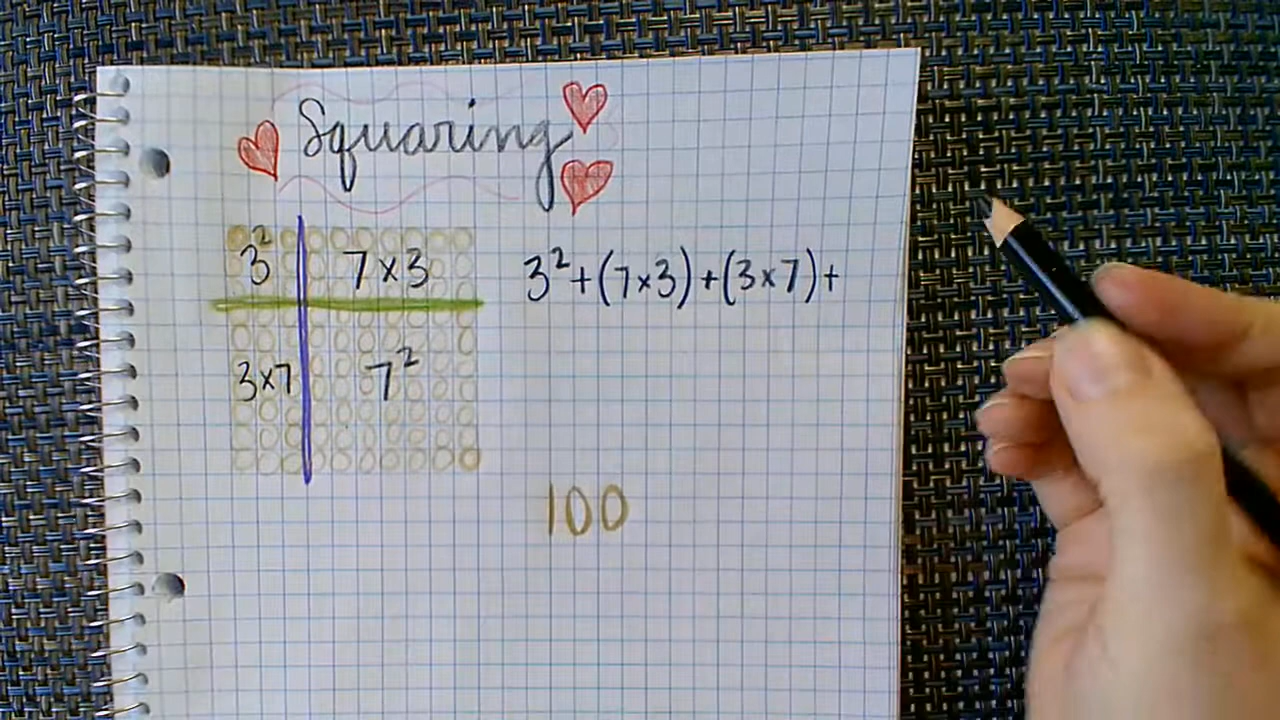 Squaring
3² 7×3
3×7 7²
3²+(7×3)+(3×7)+
100